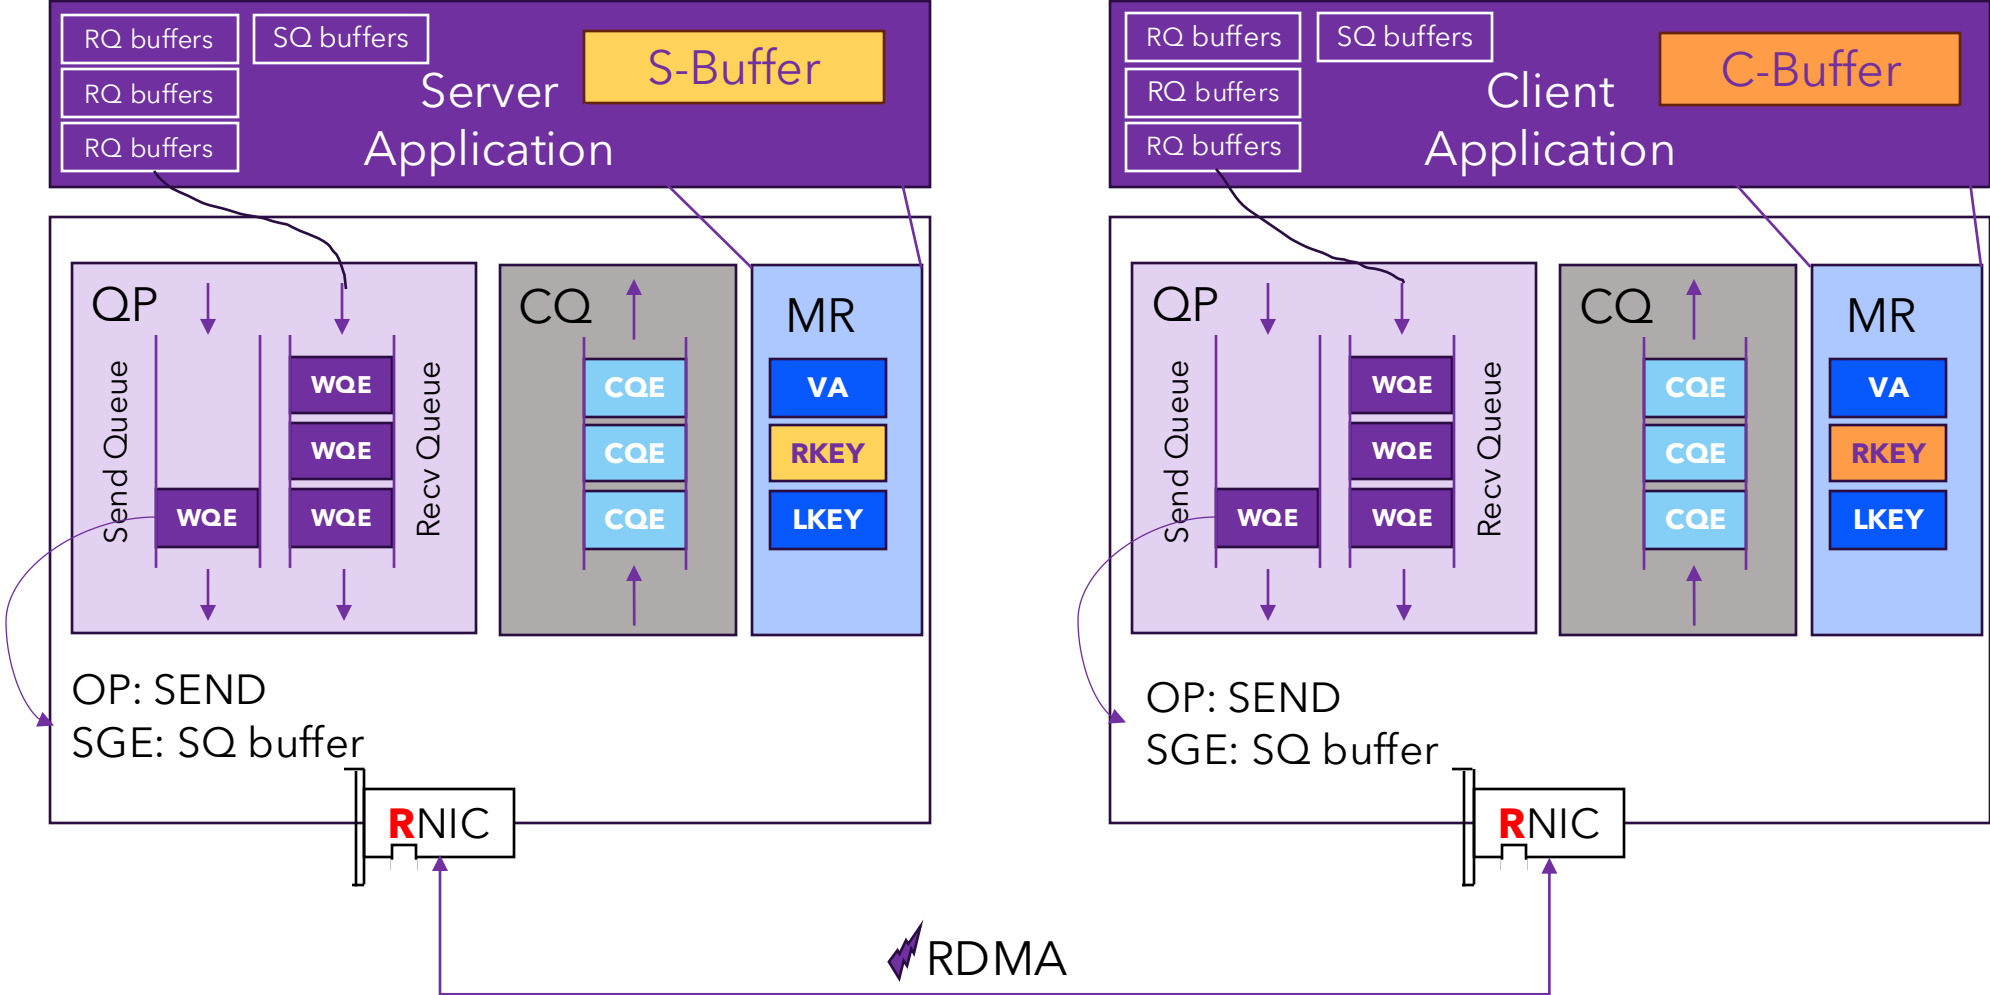 RQ buffers
SQ buffers
RQ buffers
RQ buffers
Server
Application
S-Buffer
QP
Send Queue
WQE
WQE
WQE
WQE
Recv Queue
CQ
CQE
CQE
CQE
MR
VA
RKEY
LKEY
OP: SEND
SGE: SQ buffer
RNIC
RQ buffers
SQ buffers
RQ buffers
RQ buffers
Client
Application
C-Buffer
QP
Send Queue
WQE
WQE
WQE
WQE
Recv Queue
CQ
CQE
CQE
CQE
MR
VA
RKEY
LKEY
OP: SEND
SGE: SQ buffer
RNIC
RDMA